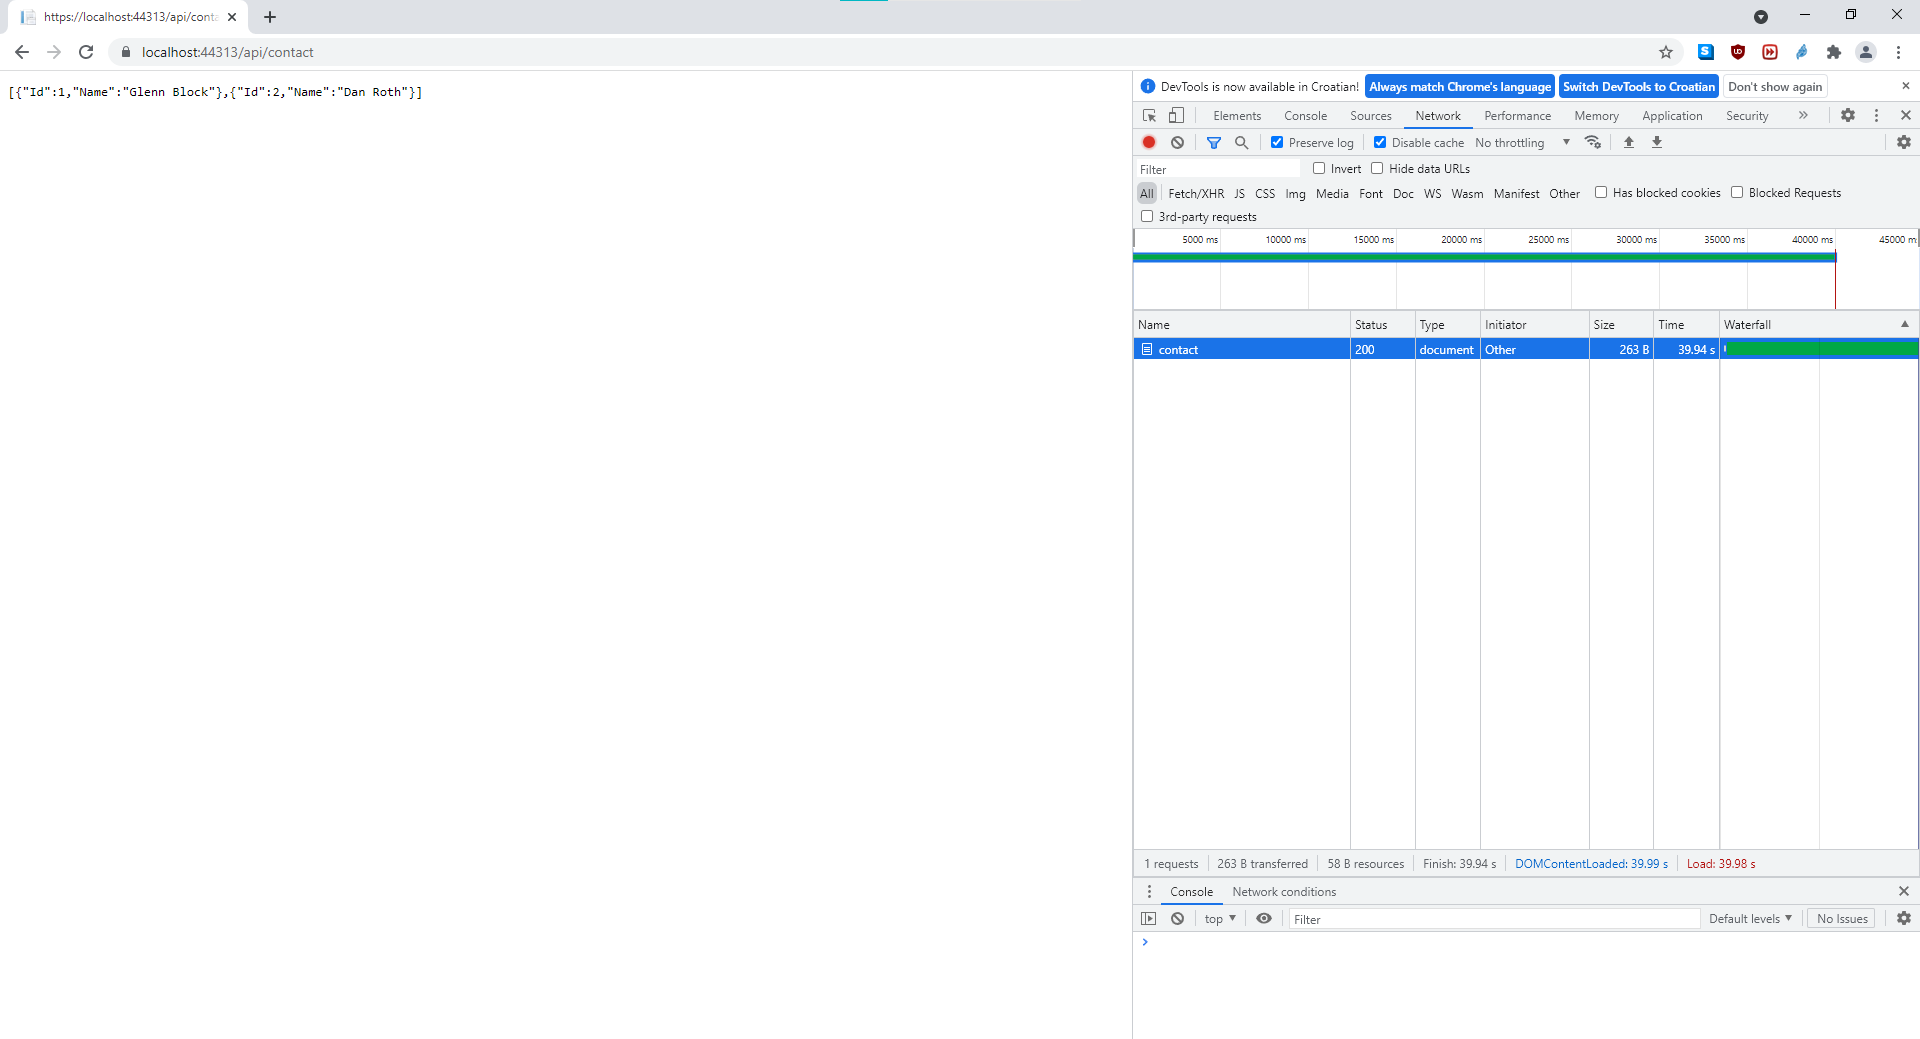 https://localhost:44313/api/conta
localhost:44313/api/contact
[{"Id":1,"Name":"Glenn Block"},{"Id":2,"Name":"Dan Roth"}]
DevTools is now available in Croatian! Always match Chrome's language Switch DevTools to Croatian Don't show again
Elements Console Sources Network Performance Memory Application Security
Preserve log Disable cache No throttling
Filter Invert Hide data URLs
All Fetch/XHR JS CSS Img Media Font Doc WS Wasm Manifest Other Has blocked cookies Blocked Requests
3rd-party requests
5000 ms 10000 ms 15000 ms 20000 ms 25000 ms 30000 ms 35000 ms 40000 ms 45000 m
Name Status Type Initiator Size Time Waterfall
contact 200 document Other 263 B 39.94 s
1 requests 263 B transferred 58 B resources Finish: 39.94 s DOMContentLoaded: 39.99 s Load: 39.98 s
Console Network conditions
top Filter Default levels No Issues